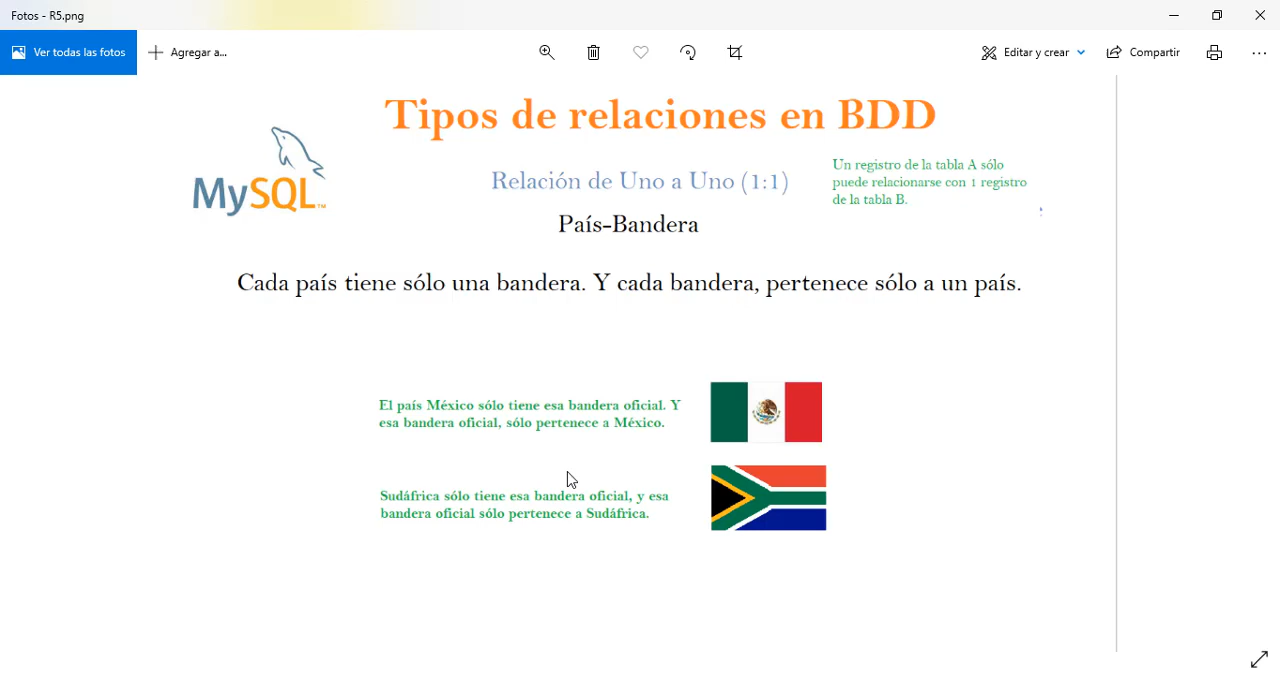 Fotos - R5.png
Ver todas las fotos
Agregar a...
Editar y crear
Compartir
Tipos de relaciones en BDD
MySQL™
Relación de Uno a Uno (1:1)
Un registro de la tabla A sólo
puede relacionarse con 1 registro
de la tabla B.
País-Bandera
Cada país tiene sólo una bandera. Y cada bandera, pertenece sólo a un país.
El país México sólo tiene esa bandera oficial. Y
esa bandera oficial, sólo pertenece a México.
Sudáfrica sólo tiene esa bandera oficial, y esa
bandera oficial sólo pertenece a Sudáfrica.